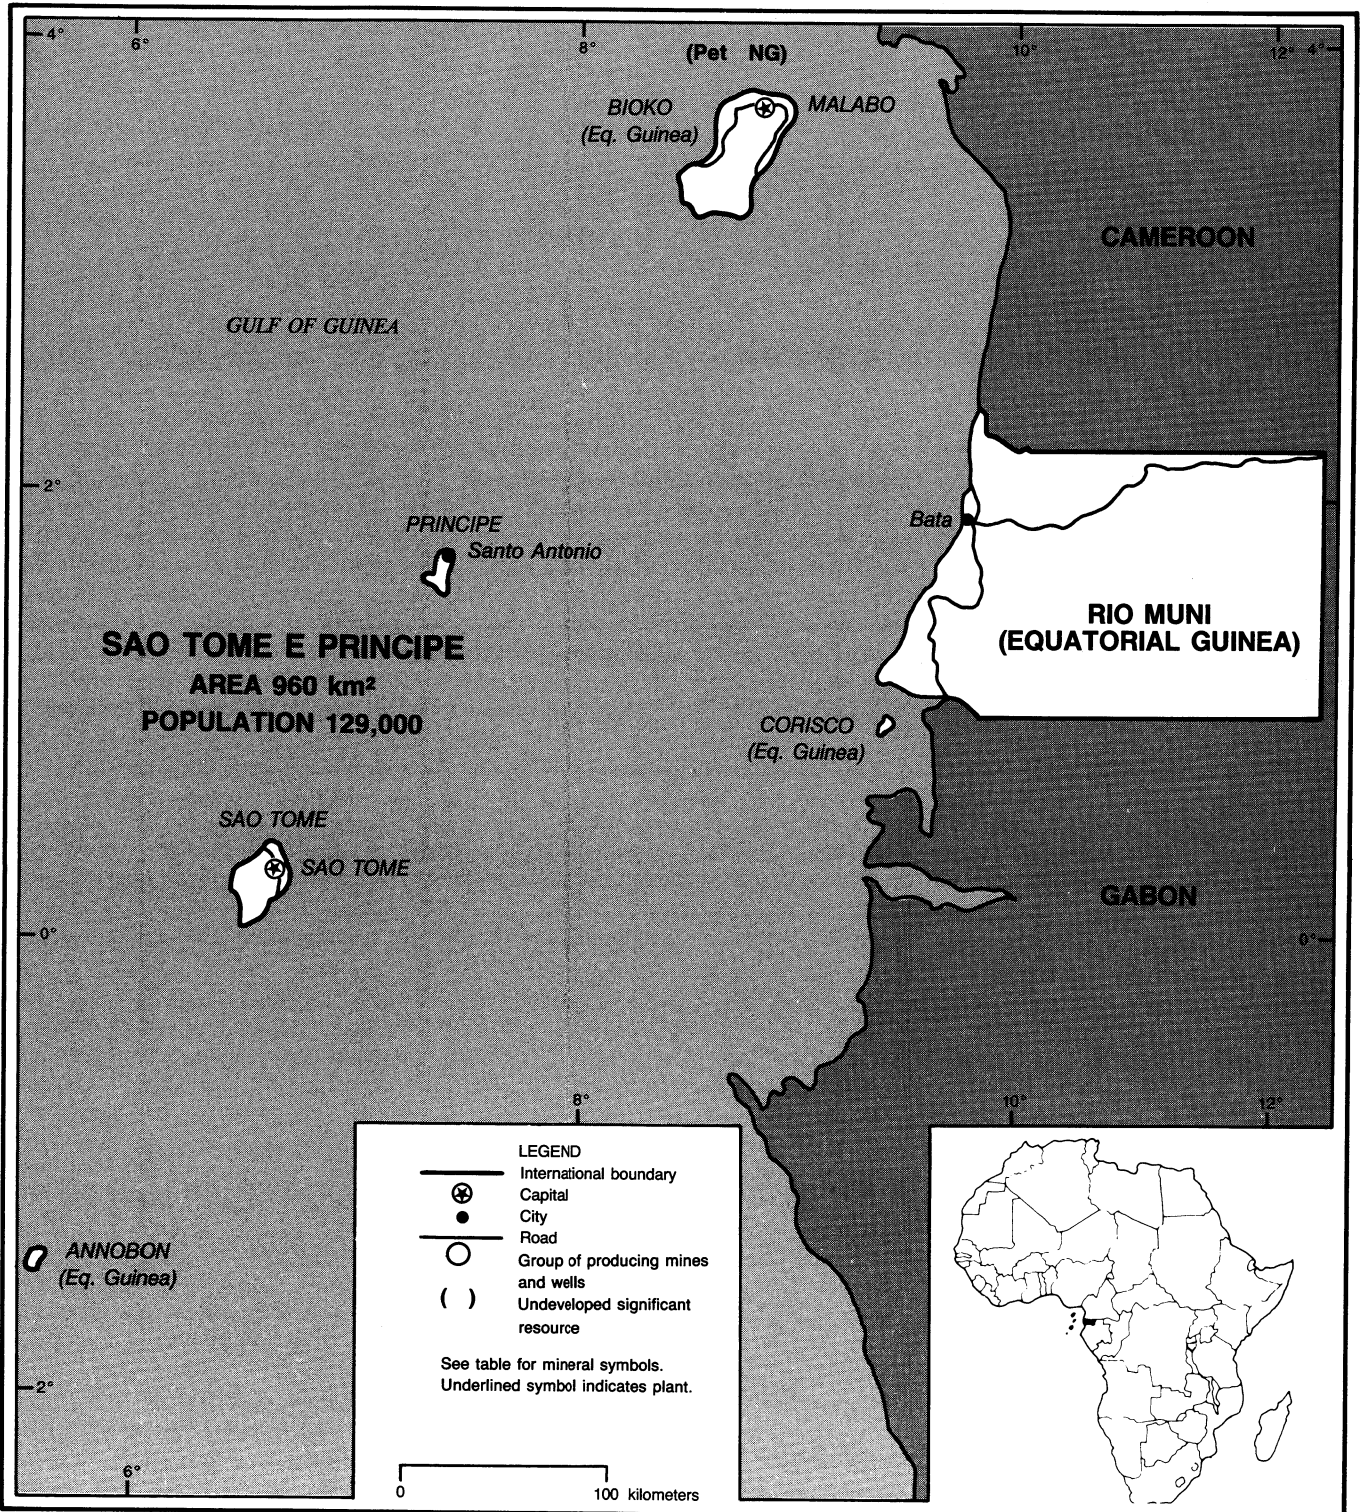 4°
6°
8°
10°
12° 4°
(Pet NG)
BIOKO
(Eq. Guinea)
MALABO
CAMEROON
GULF OF GUINEA
2°
PRINCIPE
Santo Antonio
Bata
RIO MUNI
(EQUATORIAL GUINEA)
SAO TOME E PRINCIPE
AREA 960 km²
POPULATION 129,000
CORISCO
(Eq. Guinea)
SAO TOME
SAO TOME
GABON
0°
0°
8°
10°
12°
ANNOBON
(Eq. Guinea)
2°
6°
LEGEND
International boundary
Capital
City
Road
Group of producing mines
and wells
( ) Undeveloped significant
resource
See table for mineral symbols.
Underlined symbol indicates plant.
0 100 kilometers